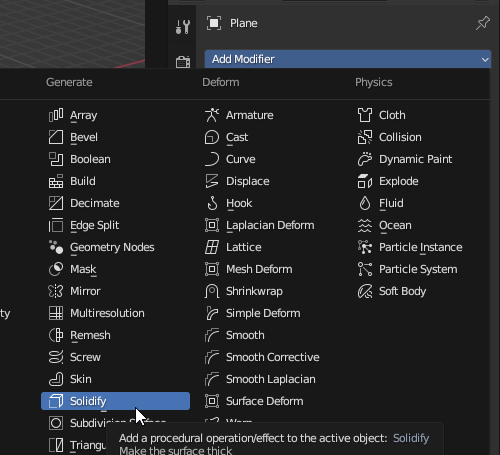 Plane
Add Modifier
Generate Deform Physics
Array Armature Cloth
Bevel Cast Collision
Boolean Curve Dynamic Paint
Build Displace Explode
Decimate Hook Fluid
Edge Split Laplacian Deform Ocean
Geometry Nodes Lattice Particle Instance
Mask Mesh Deform Particle System
Mirror Shrinkwrap Soft Body
ty Multiresolution Simple Deform
Remesh Smooth
Screw Smooth Corrective
Skin Smooth Laplacian
Solidify Surface Deform
Subdivision
Triangu
Add a procedural operation/effect to the active object: Solidify
Make the surface thick